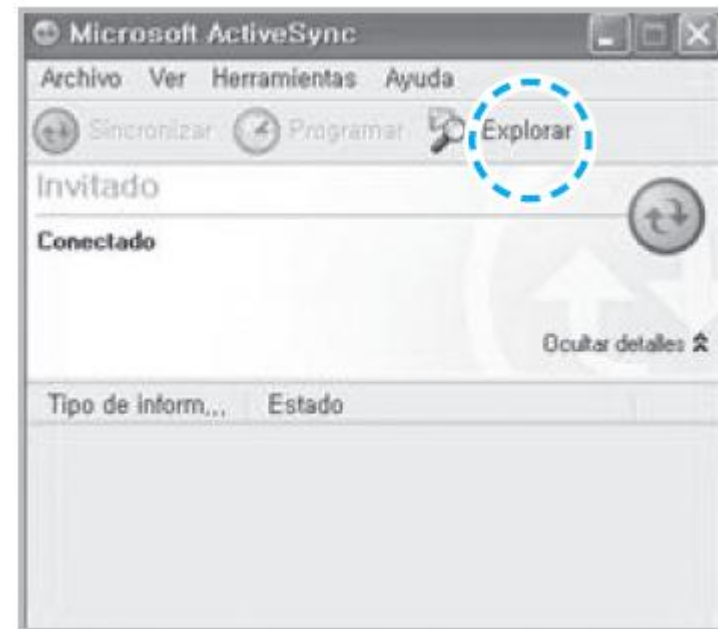 Microsoft ActiveSync
Archivo Ver Herramientas Ayuda
Sincronizar Programar Explorar
Invitado
Conectado
Ocultar detalles
Tipo de inform... Estado